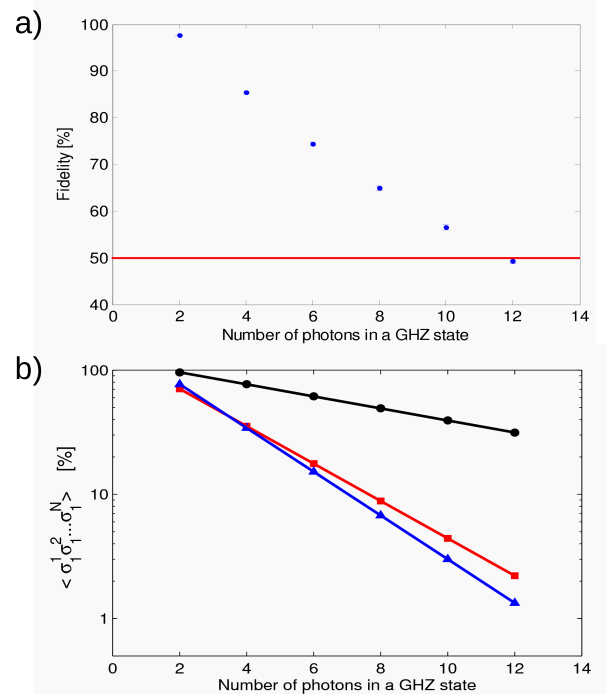 a)
100
90
80
70
60
50
40
Fidelity [%]
0 2 4 6 8 10 12 14
Number of photons in a GHZ state
b)
100
10
1
< σ₁¹σ₁²...σ₁ᴺ> [%]
0 2 4 6 8 10 12 14
Number of photons in a GHZ state